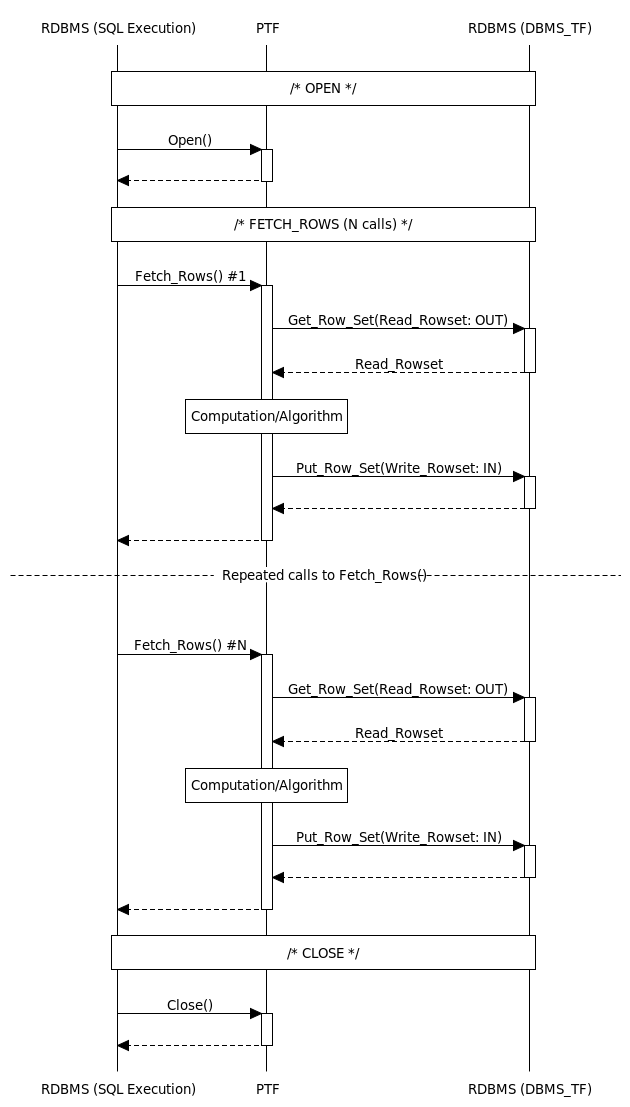 RDBMS (SQL Execution) PTF RDBMS (DBMS_TF)
/* OPEN */
Open()
/* FETCH_ROWS (N calls) */
Fetch_Rows() #1
Get_Row_Set(Read_Rowset: OUT)
Read_Rowset
Computation/Algorithm
Put_Row_Set(Write_Rowset: IN)
Repeated calls to Fetch_Rows()
Fetch_Rows() #N
Get_Row_Set(Read_Rowset: OUT)
Read_Rowset
Computation/Algorithm
Put_Row_Set(Write_Rowset: IN)
/* CLOSE */
Close()
RDBMS (SQL Execution) PTF RDBMS (DBMS_TF)